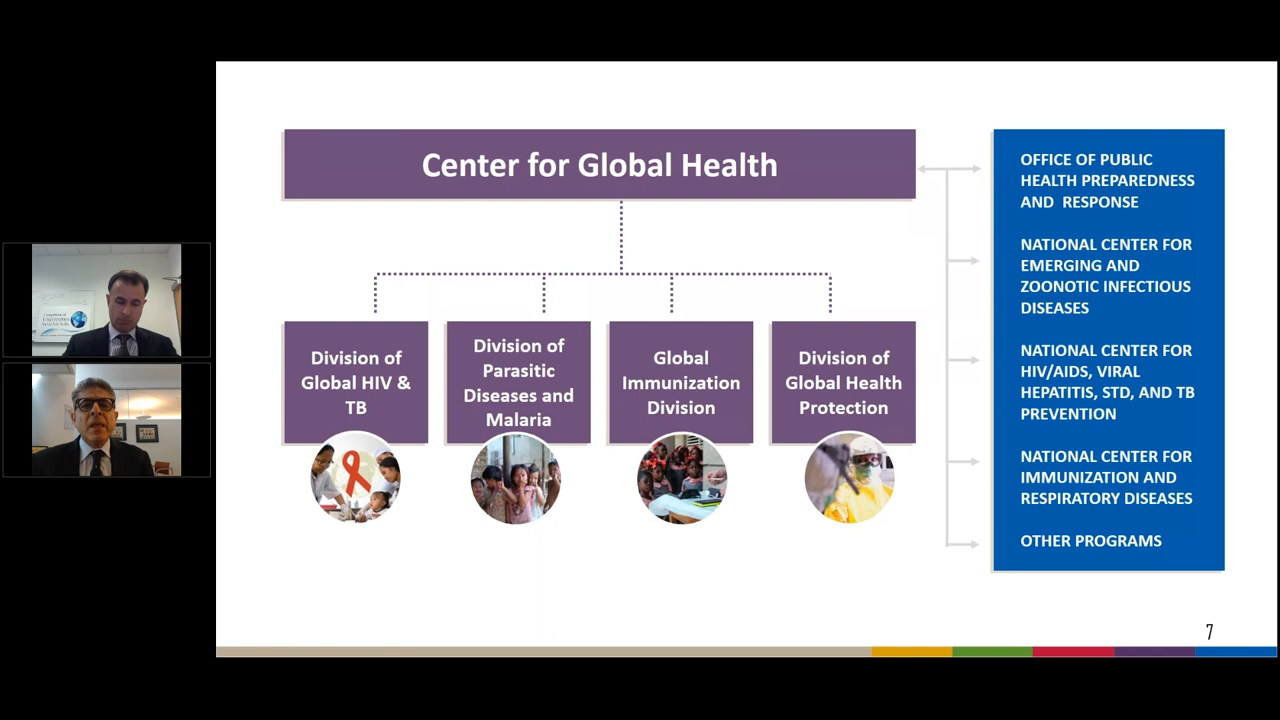 Center for Global Health
Division of
Global HIV &
TB
Division of
Parasitic
Diseases and
Malaria
Global
Immunization
Division
Division of
Global Health
Protection
OFFICE OF PUBLIC
HEALTH PREPAREDNESS
AND RESPONSE
NATIONAL CENTER FOR
EMERGING AND
ZOONOTIC INFECTIOUS
DISEASES
NATIONAL CENTER FOR
HIV/AIDS, VIRAL
HEPATITIS, STD, AND TB
PREVENTION
NATIONAL CENTER FOR
IMMUNIZATION AND
RESPIRATORY DISEASES
OTHER PROGRAMS
7